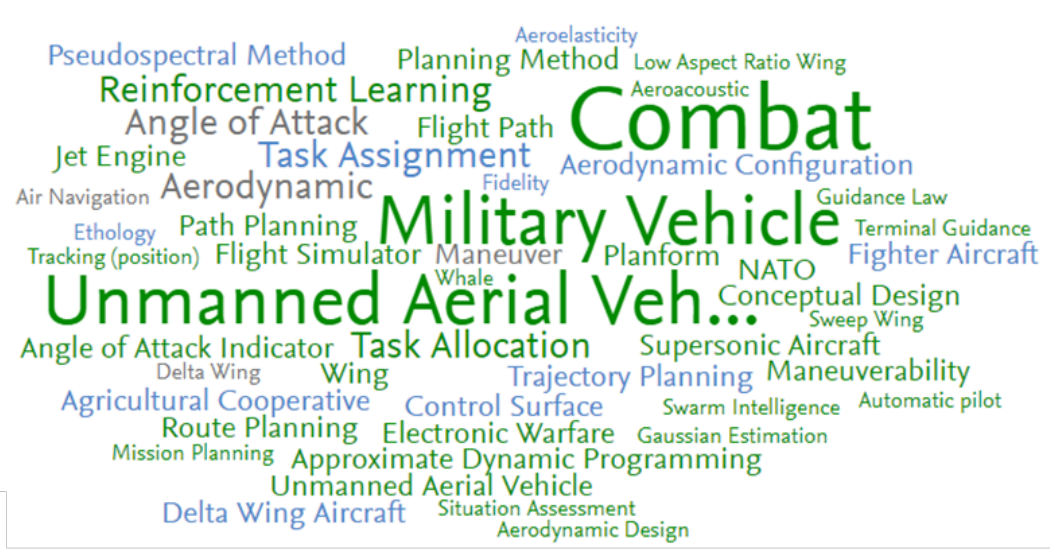 Aeroelasticity
Pseudospectral Method
Planning Method
Low Aspect Ratio Wing
Reinforcement Learning
Aeroacoustic
Combat
Angle of Attack
Flight Path
Jet Engine
Task Assignment
Aerodynamic Configuration
Air Navigation
Aerodynamic
Fidelity
Guidance Law
Military Vehicle
Ethology
Path Planning
Terminal Guidance
Tracking (position)
Flight Simulator
Maneuver
Planform
Fighter Aircraft
Whale
NATO
Unmanned Aerial Veh...
Conceptual Design
Sweep Wing
Angle of Attack Indicator
Task Allocation
Supersonic Aircraft
Delta Wing
Wing
Trajectory Planning
Maneuverability
Agricultural Cooperative
Control Surface
Swarm Intelligence
Automatic pilot
Route Planning
Electronic Warfare
Gaussian Estimation
Mission Planning
Approximate Dynamic Programming
Unmanned Aerial Vehicle
Delta Wing Aircraft
Situation Assessment
Aerodynamic Design